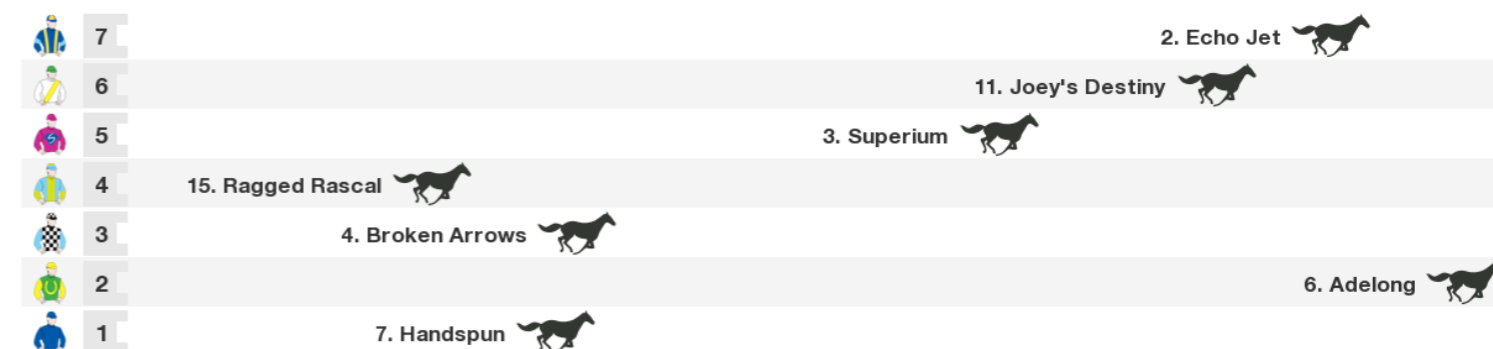 7 2. Echo Jet
6 11. Joey's Destiny
5 3. Superium
4 15. Ragged Rascal
3 4. Broken Arrows
2 6. Adelong
1 7. Handspun